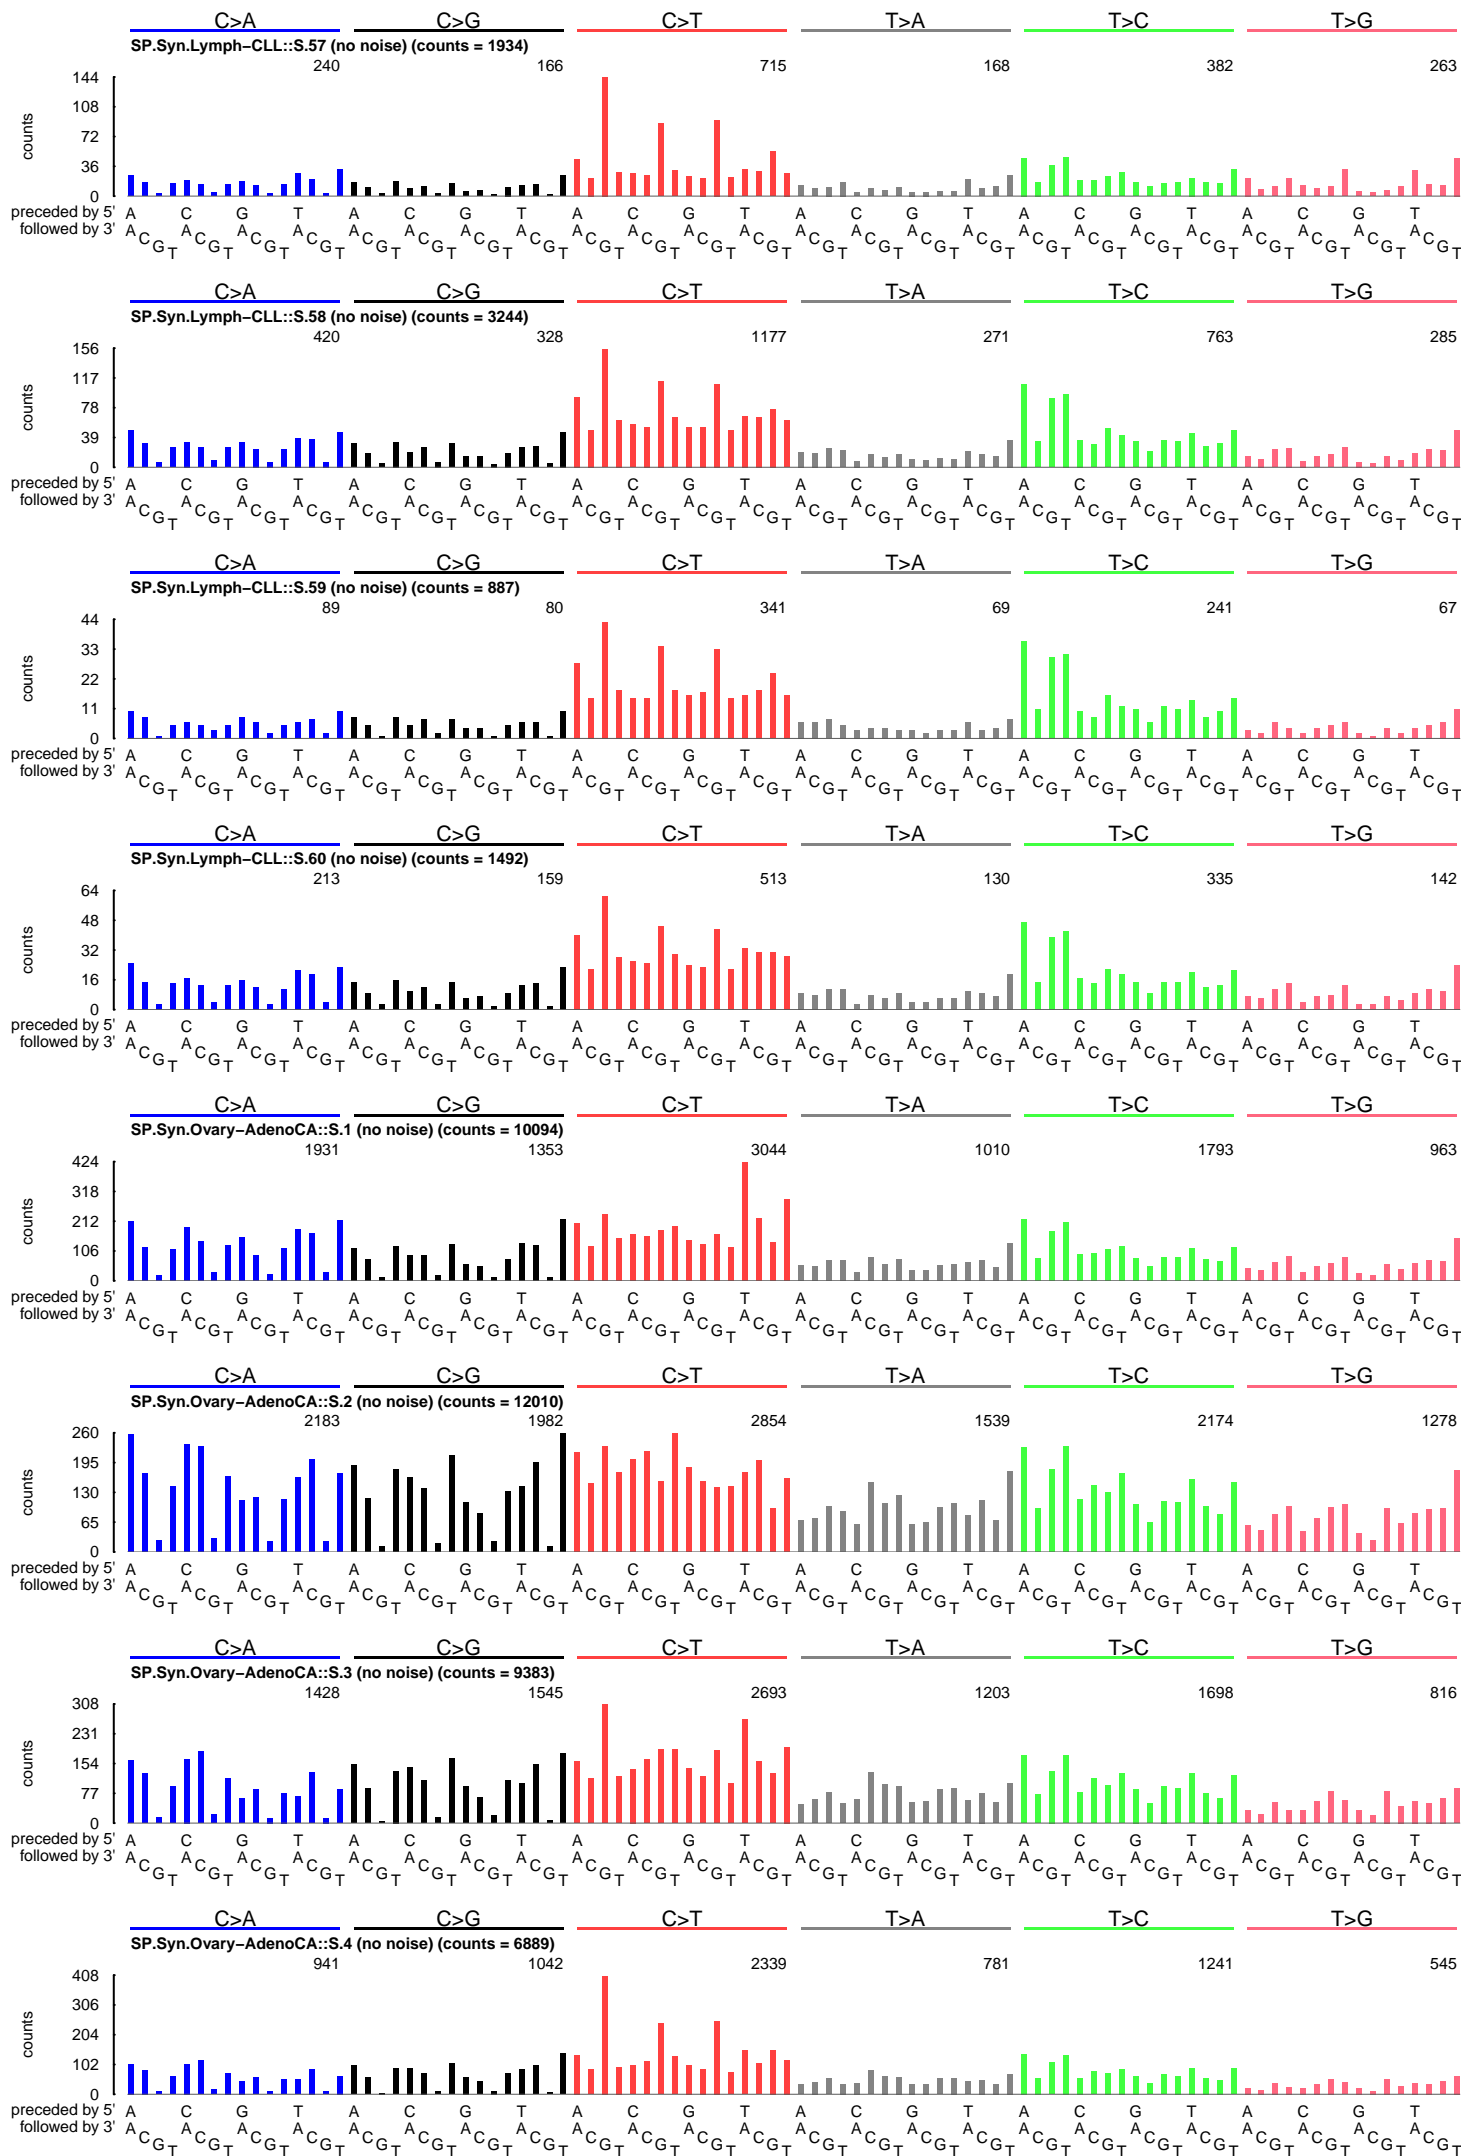 C>A C>G C>T T>A T>C T>G
SP.Syn.Lymph−CLL::S.57 (no noise) (counts = 1934)
240 166 715 168 382 263
144
108
72
36
0
counts
preceded by 5' A C G T A C G T A C G T A C G T A C G T A C G T
followed by 3' A C G T A C G T A C G T A C G T A C G T A C G T A C G T A C G T A C G T A C G T A C G T A C G T A C G T A C G T A C G T A C G T A C G T A C G T A C G T A C G T A C G T A C G T A C G T A C G T
C>A C>G C>T T>A T>C T>G
SP.Syn.Lymph−CLL::S.58 (no noise) (counts = 3244)
420 328 1177 271 763 285
156
117
78
39
0
counts
preceded by 5' A C G T A C G T A C G T A C G T A C G T A C G T
followed by 3' A C G T A C G T A C G T A C G T A C G T A C G T A C G T A C G T A C G T A C G T A C G T A C G T A C G T A C G T A C G T A C G T A C G T A C G T A C G T A C G T A C G T A C G T A C G T A C G T
C>A C>G C>T T>A T>C T>G
SP.Syn.Lymph−CLL::S.59 (no noise) (counts = 887)
89 80 341 69 241 67
44
33
22
11
0
counts
preceded by 5' A C G T A C G T A C G T A C G T A C G T A C G T
followed by 3' A C G T A C G T A C G T A C G T A C G T A C G T A C G T A C G T A C G T A C G T A C G T A C G T A C G T A C G T A C G T A C G T A C G T A C G T A C G T A C G T A C G T A C G T A C G T A C G T
C>A C>G C>T T>A T>C T>G
SP.Syn.Lymph−CLL::S.60 (no noise) (counts = 1492)
213 159 513 130 335 142
64
48
32
16
0
counts
preceded by 5' A C G T A C G T A C G T A C G T A C G T A C G T
followed by 3' A C G T A C G T A C G T A C G T A C G T A C G T A C G T A C G T A C G T A C G T A C G T A C G T A C G T A C G T A C G T A C G T A C G T A C G T A C G T A C G T A C G T A C G T A C G T A C G T
C>A C>G C>T T>A T>C T>G
SP.Syn.Ovary−AdenoCA::S.1 (no noise) (counts = 10094)
1931 1353 3044 1010 1793 963
424
318
212
106
0
counts
preceded by 5' A C G T A C G T A C G T A C G T A C G T A C G T
followed by 3' A C G T A C G T A C G T A C G T A C G T A C G T A C G T A C G T A C G T A C G T A C G T A C G T A C G T A C G T A C G T A C G T A C G T A C G T A C G T A C G T A C G T A C G T A C G T A C G T
C>A C>G C>T T>A T>C T>G
SP.Syn.Ovary−AdenoCA::S.2 (no noise) (counts = 12010)
2183 1982 2854 1539 2174 1278
260
195
130
65
0
counts
preceded by 5' A C G T A C G T A C G T A C G T A C G T A C G T
followed by 3' A C G T A C G T A C G T A C G T A C G T A C G T A C G T A C G T A C G T A C G T A C G T A C G T A C G T A C G T A C G T A C G T A C G T A C G T A C G T A C G T A C G T A C G T A C G T A C G T
C>A C>G C>T T>A T>C T>G
SP.Syn.Ovary−AdenoCA::S.3 (no noise) (counts = 9383)
1428 1545 2693 1203 1698 816
308
231
154
77
0
counts
preceded by 5' A C G T A C G T A C G T A C G T A C G T A C G T
followed by 3' A C G T A C G T A C G T A C G T A C G T A C G T A C G T A C G T A C G T A C G T A C G T A C G T A C G T A C G T A C G T A C G T A C G T A C G T A C G T A C G T A C G T A C G T A C G T A C G T
C>A C>G C>T T>A T>C T>G
SP.Syn.Ovary−AdenoCA::S.4 (no noise) (counts = 6889)
941 1042 2339 781 1241 545
408
306
204
102
0
counts
preceded by 5' A C G T A C G T A C G T A C G T A C G T A C G T
followed by 3' A C G T A C G T A C G T A C G T A C G T A C G T A C G T A C G T A C G T A C G T A C G T A C G T A C G T A C G T A C G T A C G T A C G T A C G T A C G T A C G T A C G T A C G T A C G T A C G T